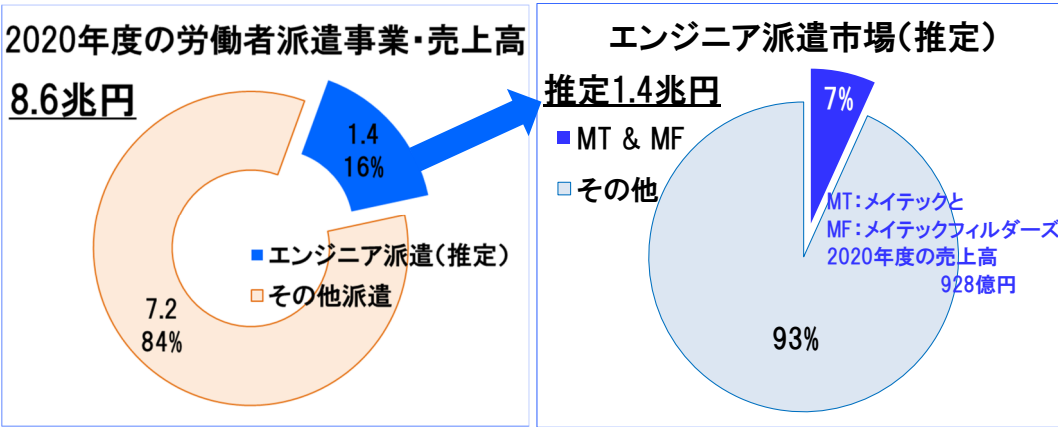 2020年度の労働者派遣事業・売上高
8.6兆円
1.4
16%
エンジニア派遣(推定)
その他派遣
7.2
84%
エンジニア派遣市場(推定)
推定1.4兆円
7%
MT & MF
その他
MT:メイテックと
MF:メイテックフィルダーズ
2020年度の売上高
928億円
93%